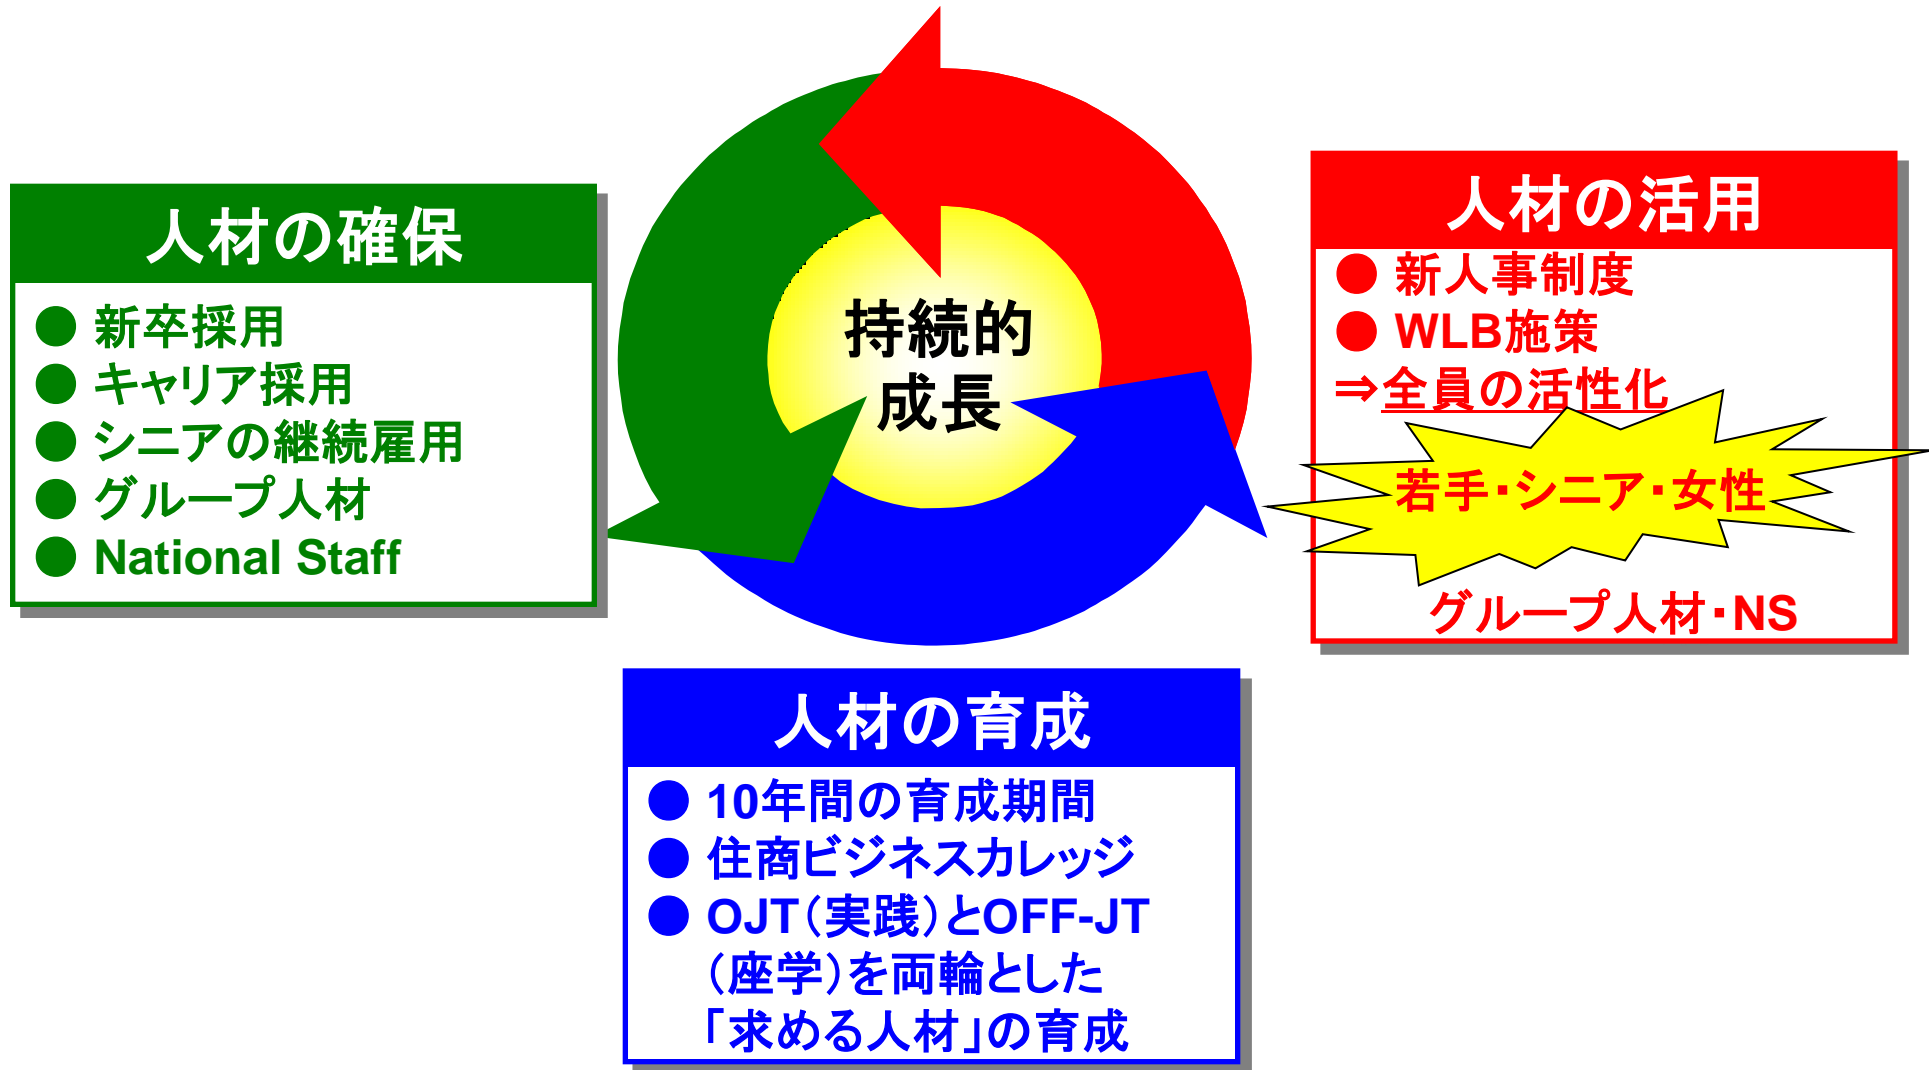 持続的
成長
人材の確保
● 新卒採用
● キャリア採用
● シニアの継続雇用
● グループ人材
● National Staff
人材の活用
● 新人事制度
● WLB施策
⇒全員の活性化
若手・シニア・女性
グループ人材・NS
人材の育成
● 10年間の育成期間
● 住商ビジネスカレッジ
● OJT（実践）とOFF-JT
（座学）を両輪とした
「求める人材」の育成